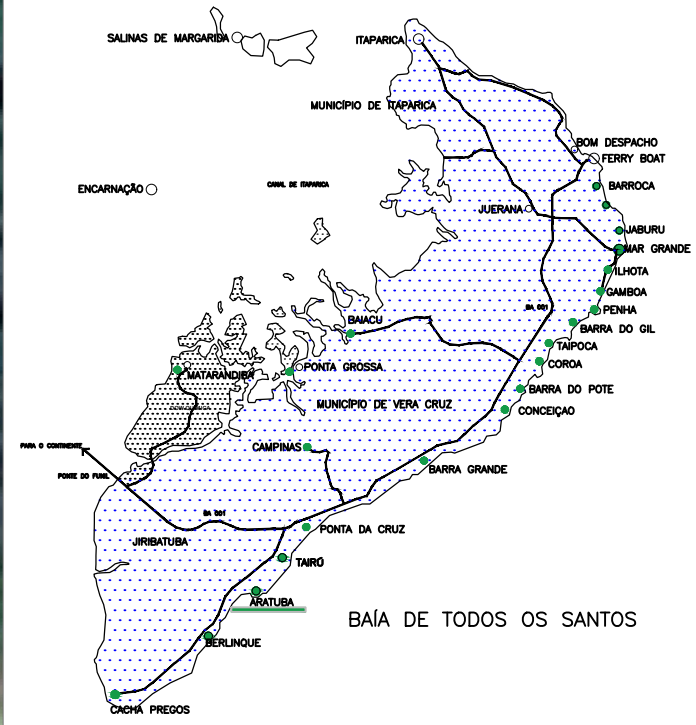 SALINAS DE MARGARIDA
ITAPARICA
MUNICÍPIO DE ITAPARICA
BOM DESPACHO
FERRY BOAT
ENCARNAÇÃO
CANAL DE ITAPARICA
BARROCA
JUERANA
JABURU
MAR GRANDE
ILHOTA
GAMBOA
BA 001
PENHA
BAIACU
BARRA DO GIL
TAIPOCA
COROA
MATARANDIBA
PONTA GROSSA
BARRA DO POTE
MUNICÍPIO DE VERA CRUZ
CONCEIÇAO
PARA O CONTINENTE
CAMPINAS
BARRA GRANDE
PONTE DO FUNIL
BA 001
PONTA DA CRUZ
JIRIBATUBA
TAIRÚ
ARATUBA
BAÍA DE TODOS OS SANTOS
BERLINQUE
CACHA PREGOS